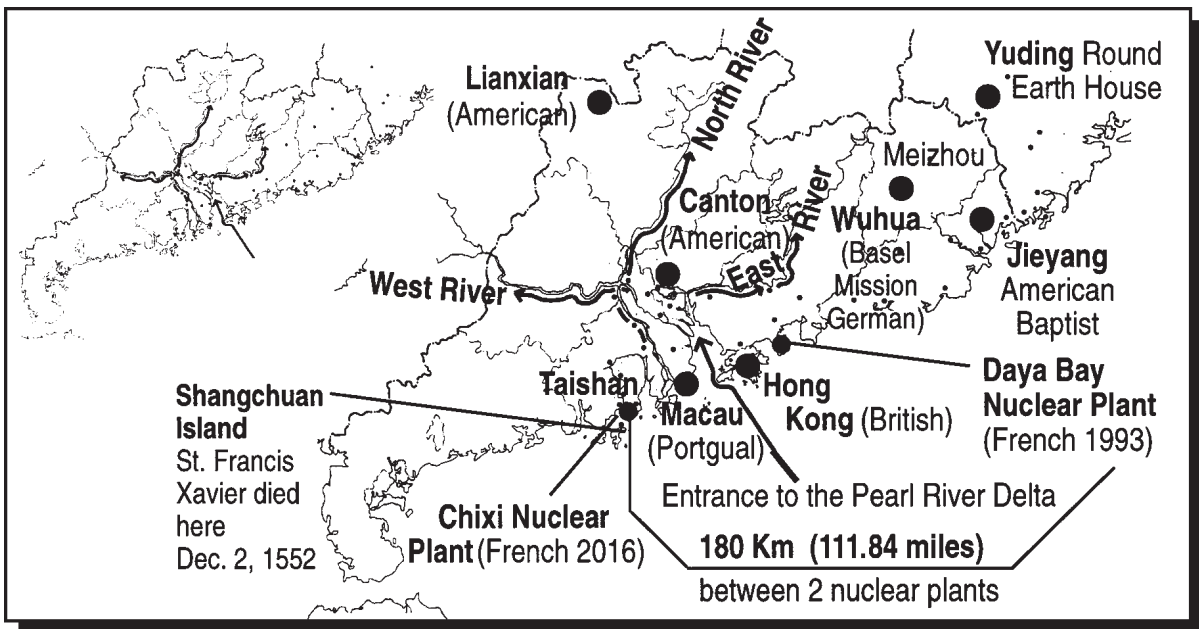 Lianxian
(American)
North River
Yuding Round
Earth House
Meizhou
Canton
(American)
East River
Wuhua
(Basel
Mission
German)
Jieyang
American
Baptist
West River
Taishan
Shangchuan
Island
St. Francis
Xavier died
here
Dec. 2, 1552
Macau
(Portgual)
Hong
Kong (British)
Daya Bay
Nuclear Plant
(French 1993)
Entrance to the Pearl River Delta
Chixi Nuclear
Plant (French 2016)
180 Km (111.84 miles)
between 2 nuclear plants